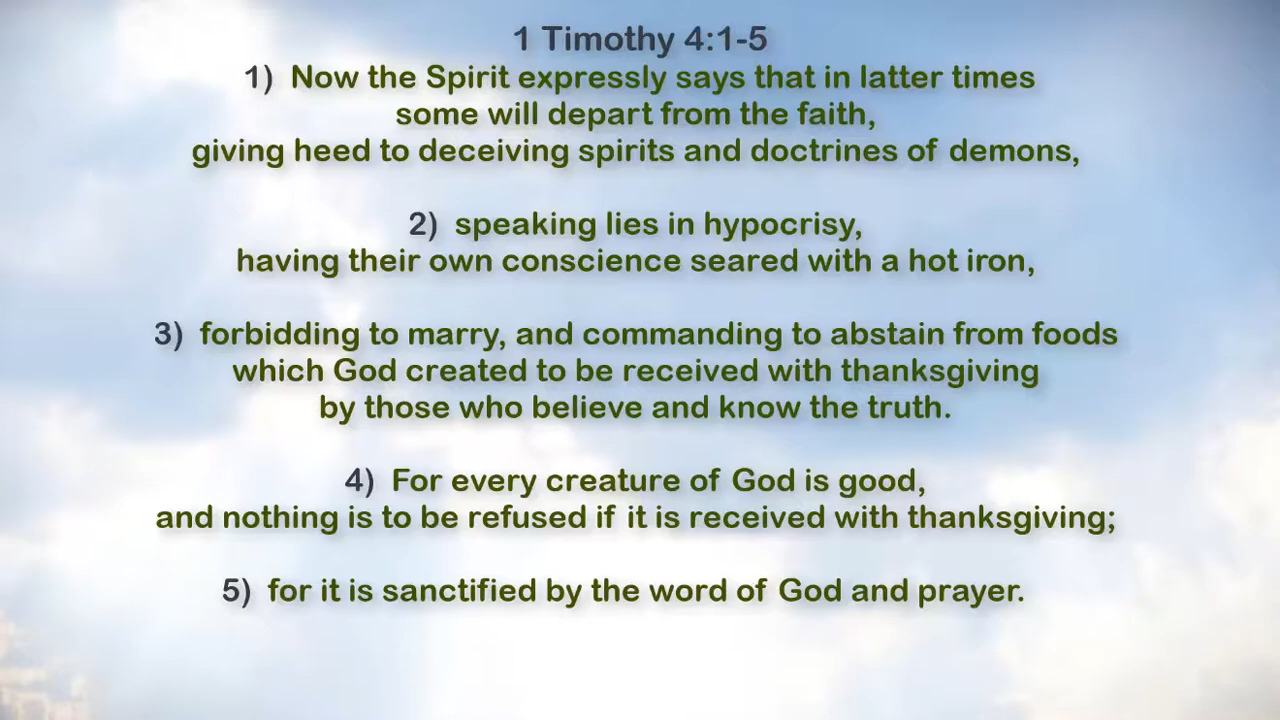 1 Timothy 4:1-5
1) Now the Spirit expressly says that in latter times
some will depart from the faith,
giving heed to deceiving spirits and doctrines of demons,
2) speaking lies in hypocrisy,
having their own conscience seared with a hot iron,
3) forbidding to marry, and commanding to abstain from foods
which God created to be received with thanksgiving
by those who believe and know the truth.
4) For every creature of God is good,
and nothing is to be refused if it is received with thanksgiving;
5) for it is sanctified by the word of God and prayer.